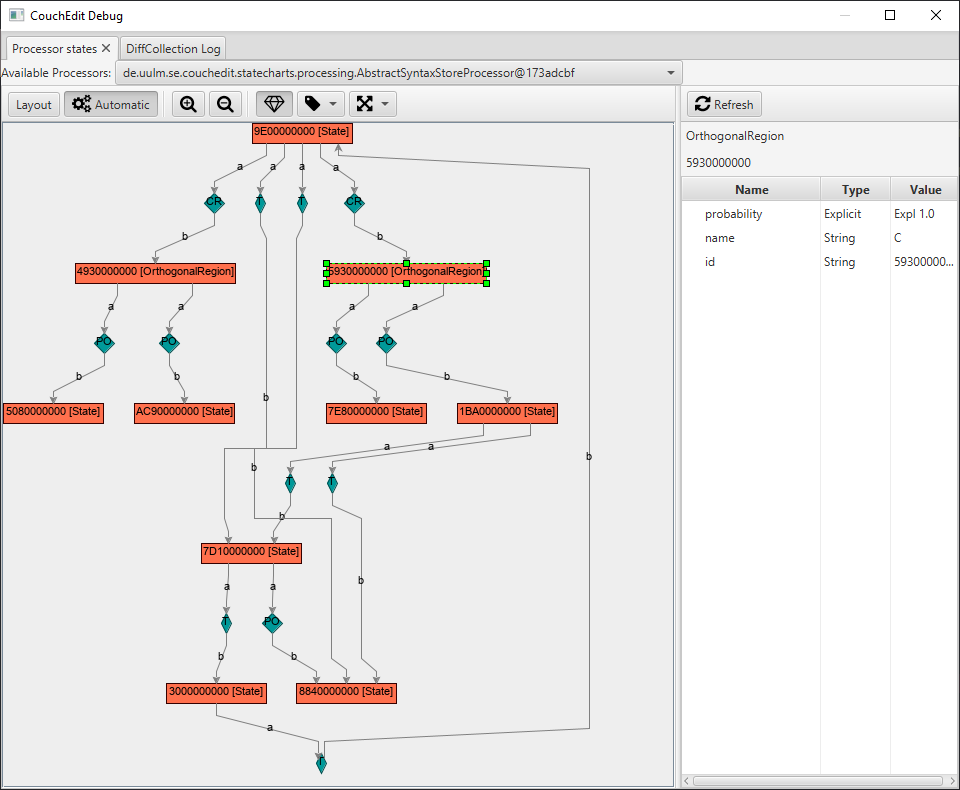 CouchEdit Debug
Processor states
DiffCollection Log
Available Processors:
de.uulm.se.couchedit.statecharts.processing.AbstractSyntaxStoreProcessor@173adcbf
Layout
Automatic
Refresh
OrthogonalRegion
5930000000
Name Type Value
probability Explicit Expl 1.0
name String C
id String 59300000...
9E00000000 [State]
a a a a
CR T T CR
b b
4930000000 [OrthogonalRegion]
5930000000 [OrthogonalRegion]
a a a a
PO PO PO PO
b b b b
b
5080000000 [State]
AC90000000 [State]
7E80000000 [State]
1BA0000000 [State]
a a
b
b
T T
b
7D10000000 [State]
a a
b
T PO
b b
3000000000 [State]
8840000000 [State]
a
T